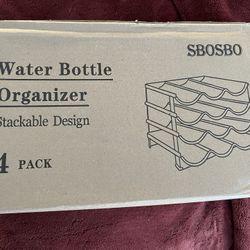 SBOSBO
Water Bottle
Organizer
Stackable Design
4 PACK